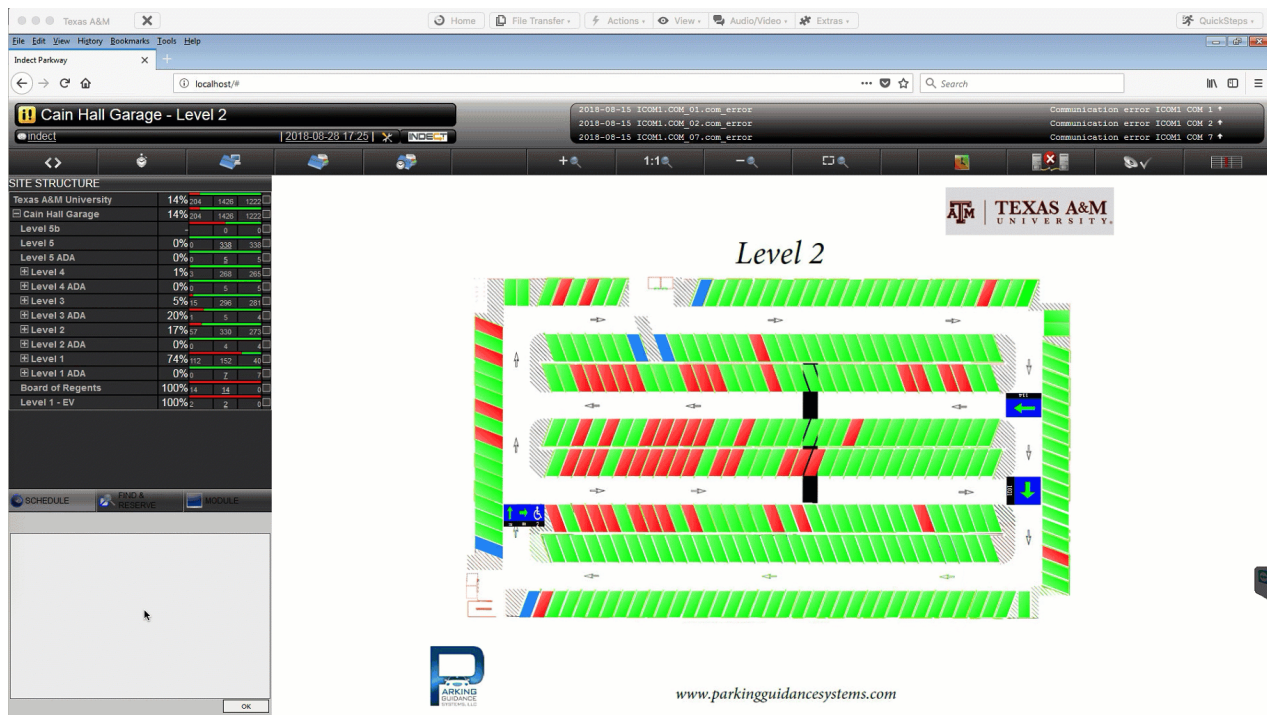 Texas A&M
Home File Transfer Actions View Audio/Video Extras QuickSteps
File Edit View History Bookmarks Tools Help
Indect Parkway
localhost/# Search
Cain Hall Garage - Level 2
indect | 2018-08-28 17.25 | INDECT
2018-08-15 ICOM1.COM_01.com_error Communication error ICOM1 COM 1
2018-08-15 ICOM1.COM_02.com_error Communication error ICOM1 COM 2
2018-08-15 ICOM1.COM_07.com_error Communication error ICOM1 COM 7
<> 1:1
SITE STRUCTURE
Texas A&M University 14% 204 1426 1222
Cain Hall Garage 14% 204 1426 1222
Level 5b - 0 0
Level 5 0% 0 338 338
Level 5 ADA 0% 0 5 5
Level 4 1% 3 268 265
Level 4 ADA 0% 0 5 5
Level 3 5% 15 296 281
Level 3 ADA 20% 1 5 4
Level 2 17% 57 330 273
Level 2 ADA 0% 0 4 4
Level 1 74% 112 152 40
Level 1 ADA 0% 0 7 7
Board of Regents 100% 14 14 0
Level 1 - EV 100% 2 2 0
SCHEDULE FIND & RESERVE MODULE
OK
ATM TEXAS A&M
UNIVERSITY.
Level 2
114
101
P
ARKING
GUIDANCE
SYSTEMS, LLC
www.parkingguidancesystems.com